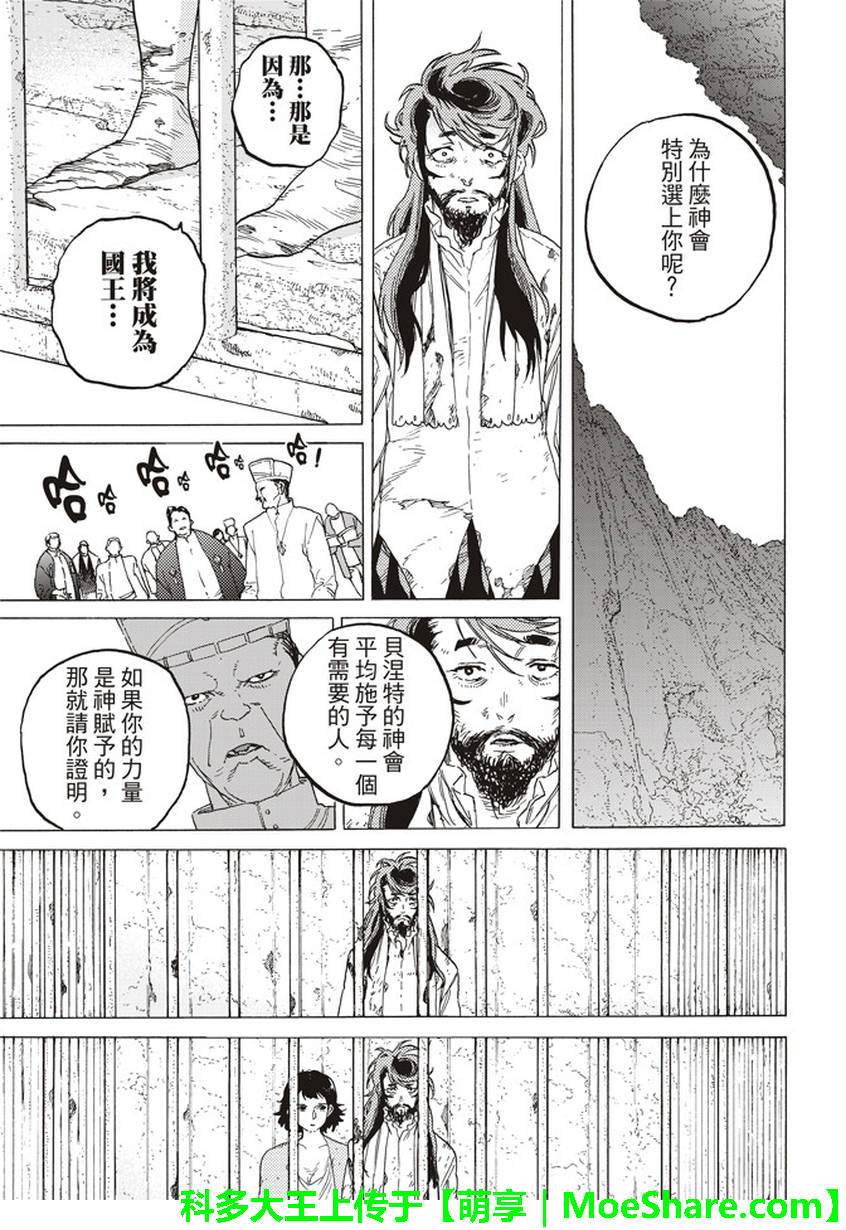 為什麼神會
特別選上你呢？
那…那是
因為…
我將成為
國王…
哈
哈
哈
哈
哈
哈！
貝涅特的神會
平均施予每一個
有需要的人。
如果你的力量
是神賦予的，
那就請你證明。
科多大王上传于【萌享｜MoeShare.com】